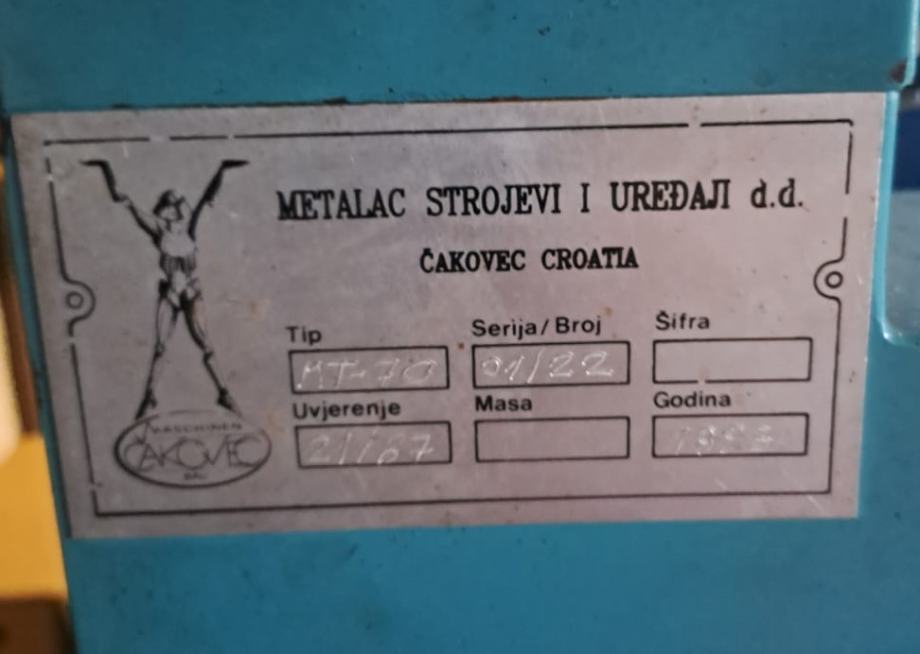 METALAC STROJEVI I UREĐAJI d.d.
ČAKOVEC CROATIA
Tip Serija/Broj Šifra
MT-70 01/22
Uvjerenje Masa Godina
21/67
MASCHINEN
ČAKOVEC